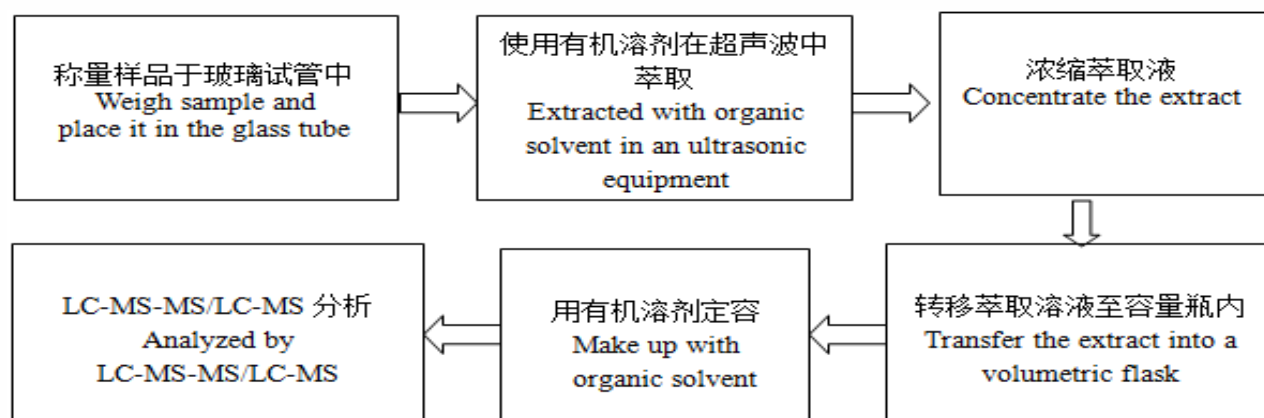 称量样品于玻璃试管中
Weigh sample and
place it in the glass tube
使用有机溶剂在超声波中
萃取
Extracted with organic
solvent in an ultrasonic
equipment
浓缩萃取液
Concentrate the extract
转移萃取溶液至容量瓶内
Transfer the extract into a
volumetric flask
用有机溶剂定容
Make up with
organic solvent
LC-MS-MS/LC-MS 分析
Analyzed by
LC-MS-MS/LC-MS